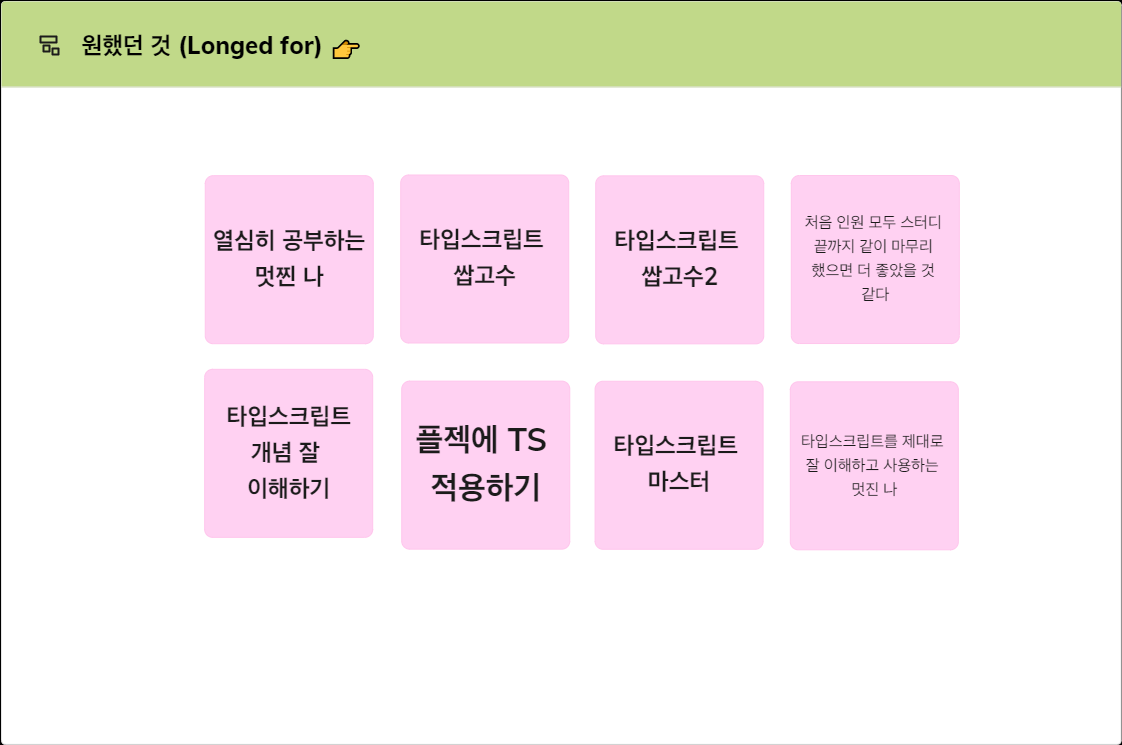 원했던 것 (Longed for) 👉
열심히 공부하는
멋찐 나
타입스크립트
쌉고수
타입스크립트
쌉고수2
처음 인원 모두 스터디
끝까지 같이 마무리
했으면 더 좋았을 것
같다
타입스크립트
개념 잘
이해하기
플젝에 TS
적용하기
타입스크립트
마스터
타입스크립트를 제대로
잘 이해하고 사용하는
멋진 나